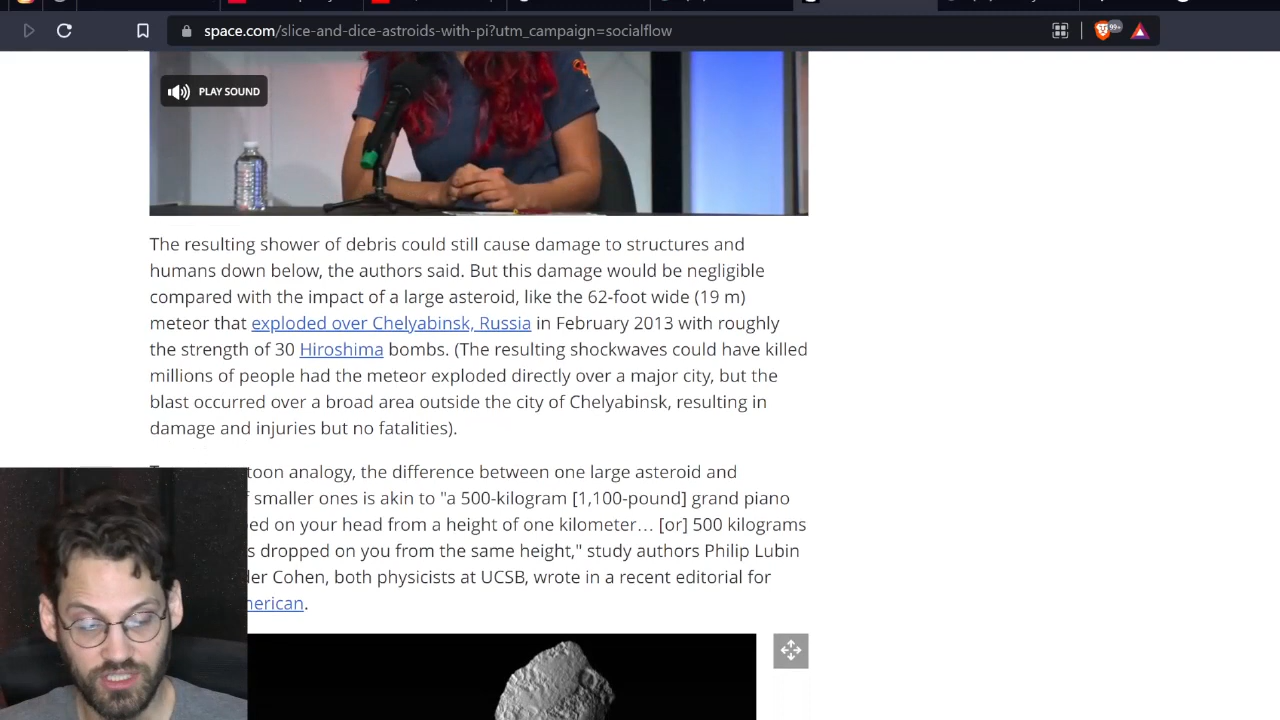 space.com/slice-and-dice-astroids-with-pi?utm_campaign=socialflow
99+
PLAY SOUND
The resulting shower of debris could still cause damage to structures and
humans down below, the authors said. But this damage would be negligible
compared with the impact of a large asteroid, like the 62-foot wide (19 m)
meteor that exploded over Chelyabinsk, Russia in February 2013 with roughly
the strength of 30 Hiroshima bombs. (The resulting shockwaves could have killed
millions of people had the meteor exploded directly over a major city, but the
blast occurred over a broad area outside the city of Chelyabinsk, resulting in
damage and injuries but no fatalities).
toon analogy, the difference between one large asteroid and
smaller ones is akin to "a 500-kilogram [1,100-pound] grand piano
ed on your head from a height of one kilometer… [or] 500 kilograms
s dropped on you from the same height," study authors Philip Lubin
der Cohen, both physicists at UCSB, wrote in a recent editorial for
merican.